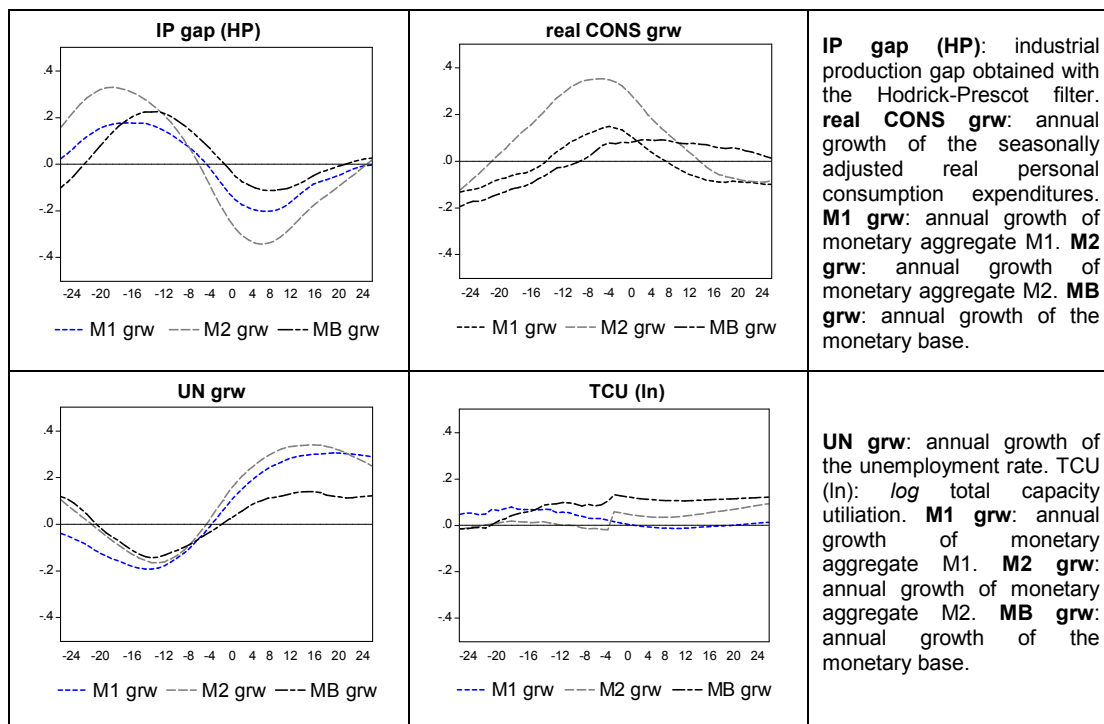 IP gap (HP)
.4
.2
.0
-.2
-.4
-24 -20 -16 -12 -8 -4 0 4 8 12 16 20 24
M1 grw M2 grw MB grw
real CONS grw
.4
.2
.0
-.2
-.4
-24 -20 -16 -12 -8 -4 0 4 8 12 16 20 24
M1 grw M2 grw MB grw
IP gap (HP): industrial
production gap obtained with
the Hodrick-Prescot filter.
real CONS grw: annual
growth of the seasonally
adjusted real personal
consumption expenditures.
M1 grw: annual growth of
monetary aggregate M1. M2
grw: annual growth of
monetary aggregate M2. MB
grw: annual growth of the
monetary base.
UN grw
.4
.2
.0
-.2
-.4
-24 -20 -16 -12 -8 -4 0 4 8 12 16 20 24
M1 grw M2 grw MB grw
TCU (ln)
.4
.2
.0
-.2
-.4
-24 -20 -16 -12 -8 -4 0 4 8 12 16 20 24
M1 grw M2 grw MB grw
UN grw: annual growth of
the unemployment rate. TCU
(ln): log total capacity
utiliation. M1 grw: annual
growth of monetary
aggregate M1. M2 grw:
annual growth of monetary
aggregate M2. MB grw:
annual growth of the
monetary base.